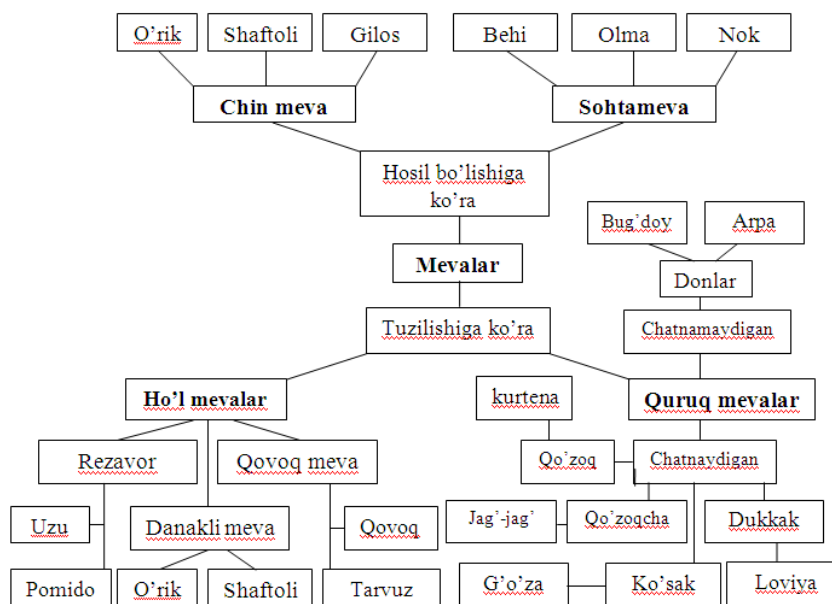 O’rik
Shaftoli
Gilos
Behi
Olma
Nok
Chin meva
Sohtameva
Hosil bo’lishiga
ko’ra
Bug’doy
Arpa
Mevalar
Donlar
Tuzilishiga ko’ra
Chatnamaydigan
Ho’l mevalar
kurtena
Quruq mevalar
Rezavor
Qovoq meva
Qo’zoq
Chatnaydigan
Uzu
Danakli meva
Qovoq
Jag’-jag’
Qo’zoqcha
Dukkak
Pomido
O’rik
Shaftoli
Tarvuz
G’o’za
Ko’sak
Loviya